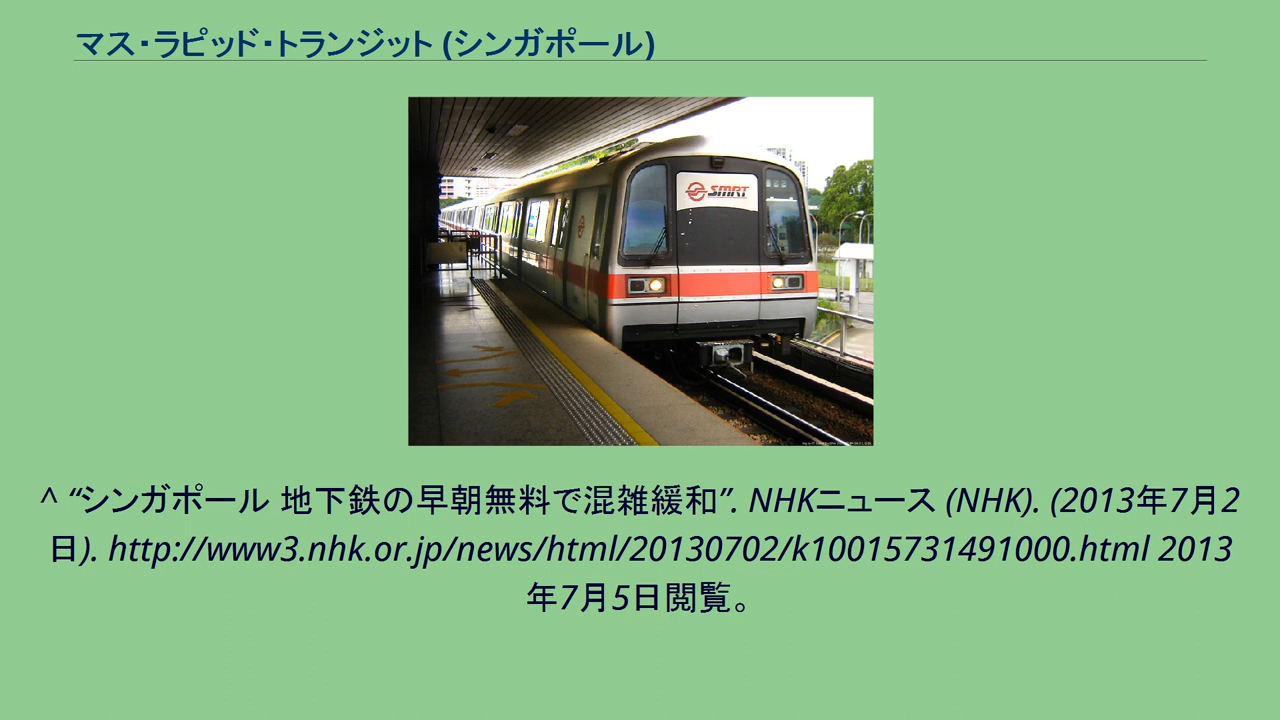 マス・ラピッド・トランジット (シンガポール)
SMRT
^ “シンガポール 地下鉄の早朝無料で混雑緩和”. NHKニュース (NHK). (2013年7月2
日). http://www3.nhk.or.jp/news/html/20130702/k10015731491000.html 2013
年7月5日閲覧。